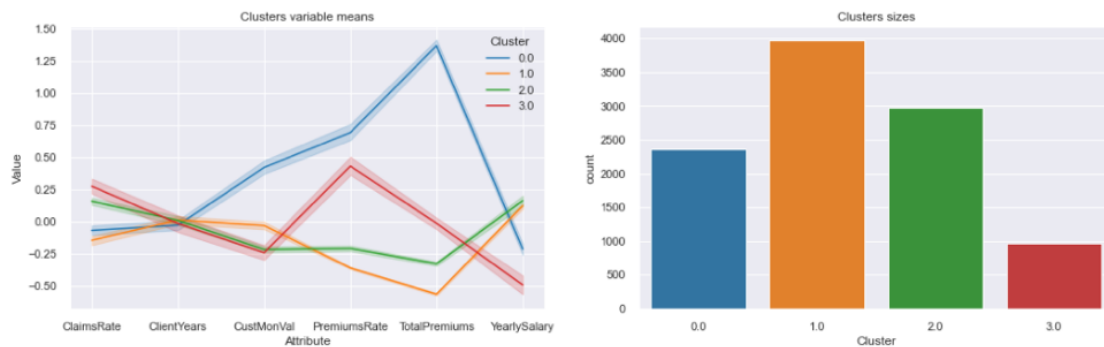 Clusters variable means
1.50
1.25
1.00
0.75
0.50
0.25
0.00
−0.25
−0.50
Value
Cluster
0.0
1.0
2.0
3.0
ClaimsRate ClientYears CustMonVal PremiumsRate TotalPremiums YearlySalary
Attribute
Clusters sizes
4000
3500
3000
2500
2000
1500
1000
500
0
count
0.0 1.0 2.0 3.0
Cluster